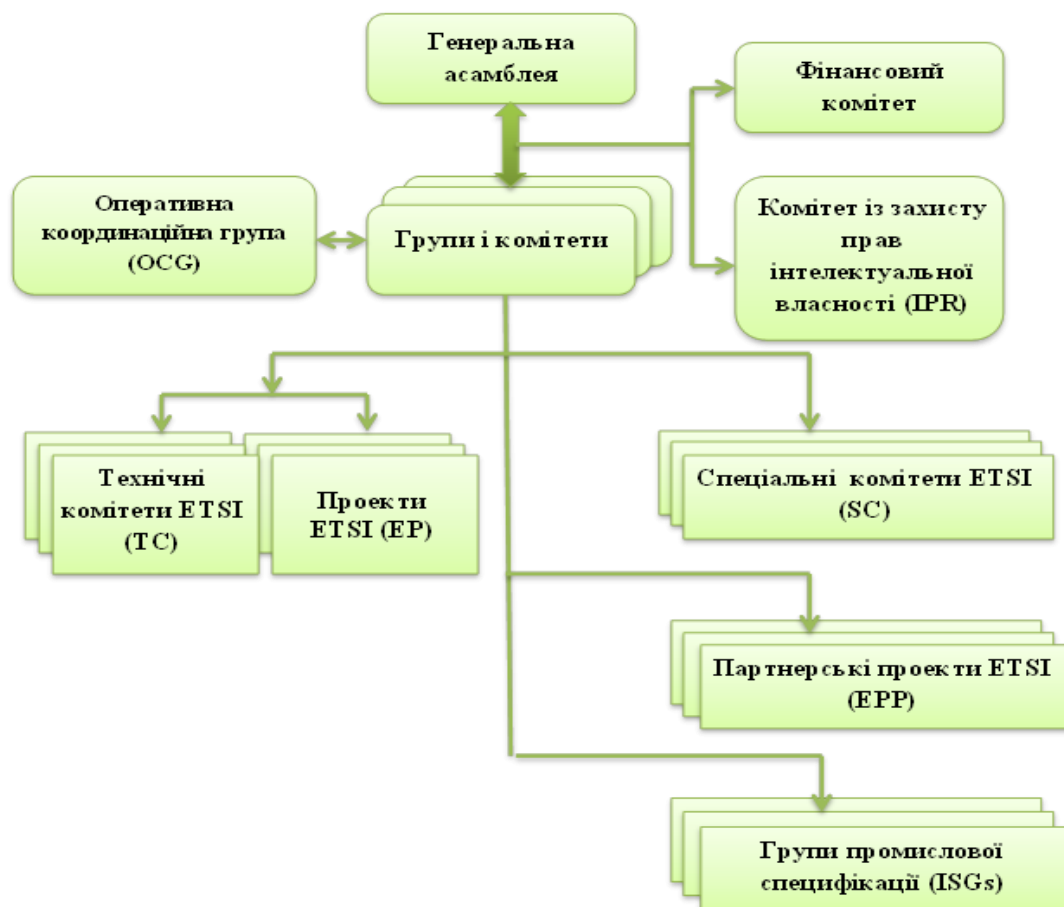 Генеральна
асамблея
Фінансовий
комітет
Оперативна
координаційна група
(OCG)
Групи і комітети
Комітет із захисту
прав
інтелектуальної
власності (IPR)
Технічні
комітети ETSI
(TC)
Проекти
ETSI (EP)
Спеціальні комітети ETSI
(SC)
Партнерські проекти ETSI
(EPP)
Групи промислової
специфікації (ISGs)